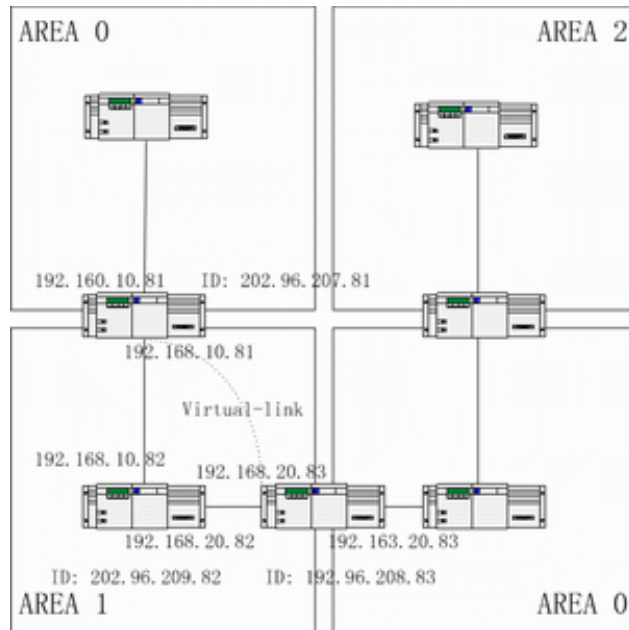 AREA 0
AREA 2
192.160.10.81 ID: 202.96.207.81
192.168.10.81
Virtual-link
192.168.10.82
192.168.20.83
192.168.20.82
192.163.20.83
ID: 202.96.209.82
ID: 192.96.208.83
AREA 1
AREA 0